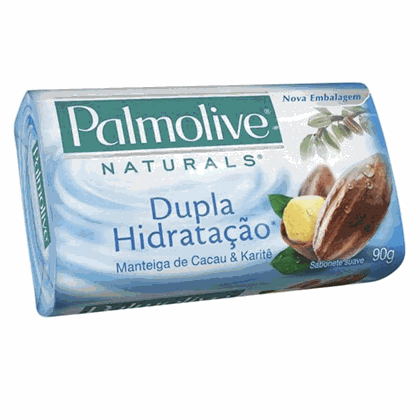 Nova Embalagem
Palmolive®
NATURALS®
Dupla
Hidratação*
Manteiga de Cacau & Karitê
Sabonete suave
90g